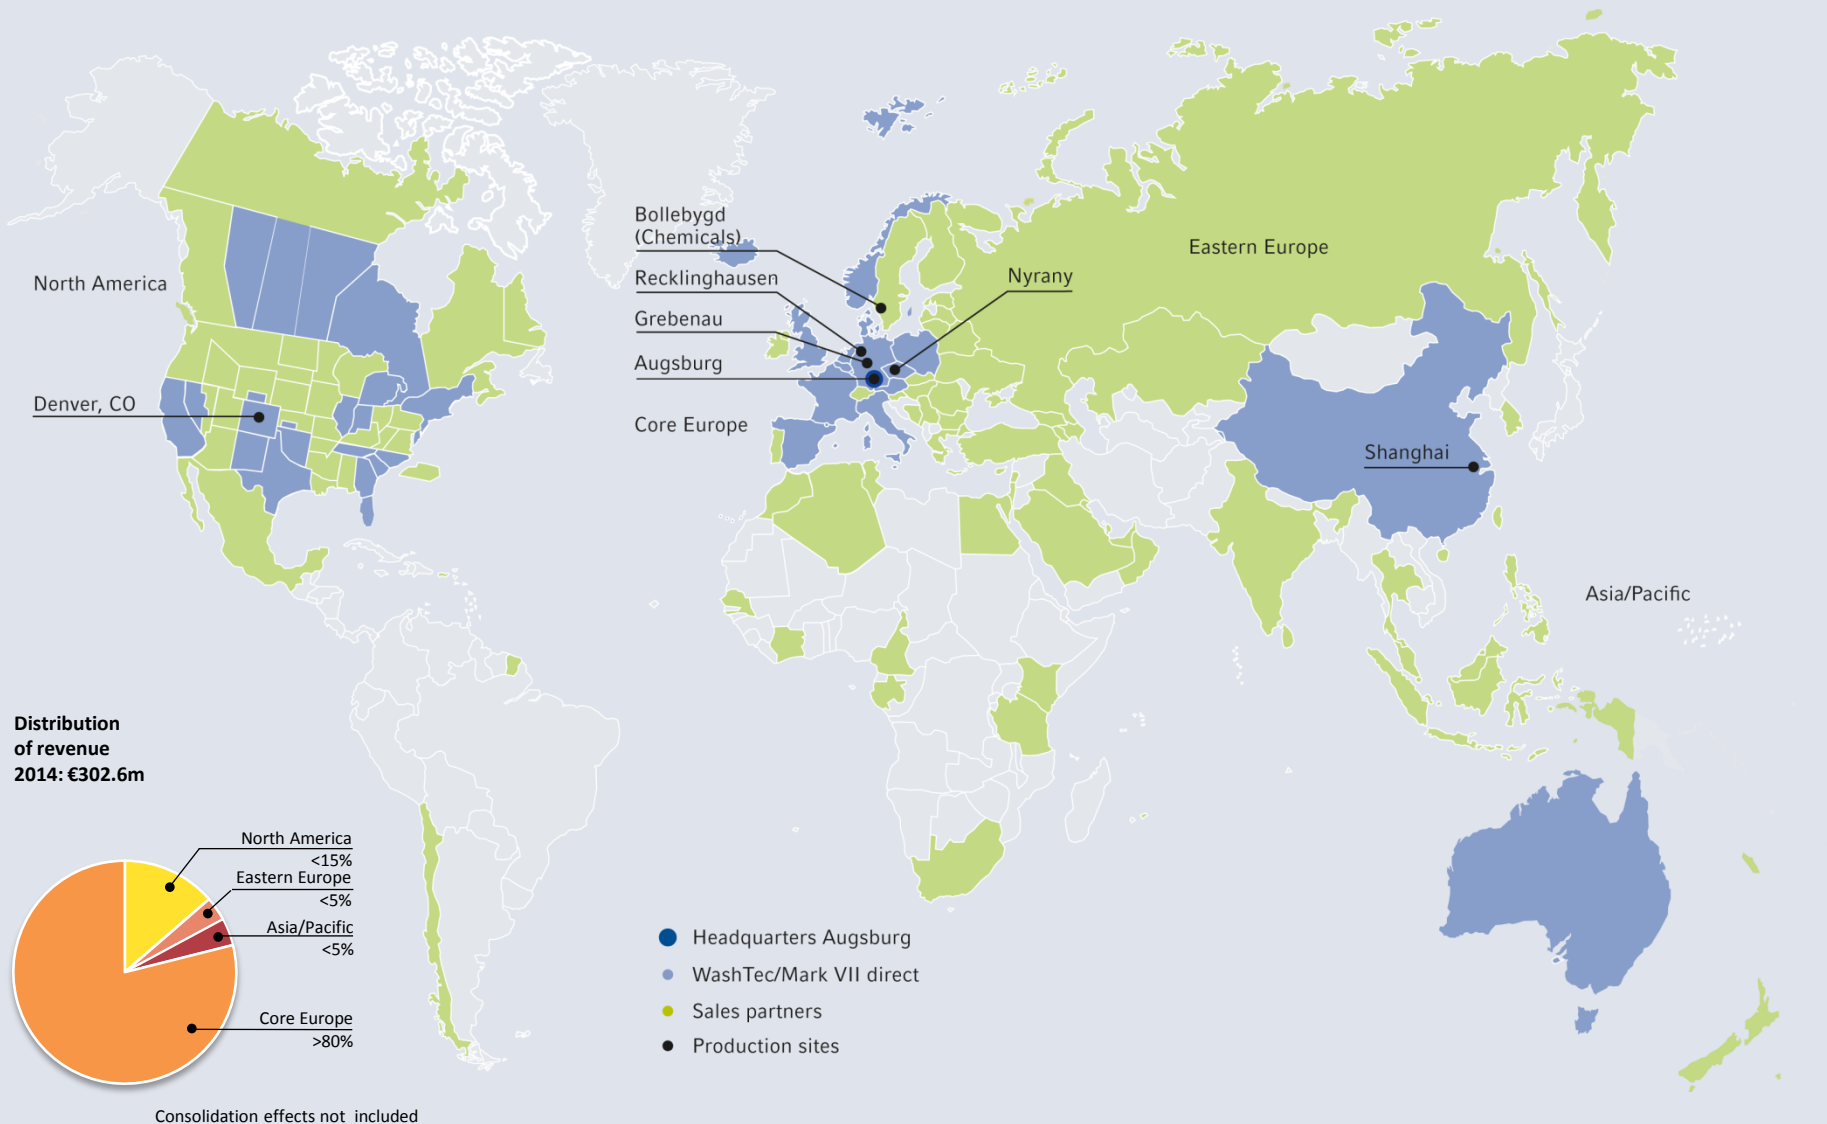 Bollebygd
(Chemicals)
Recklinghausen
Grebenau
Augsburg
Core Europe
Nyrany
Eastern Europe
North America
Denver, CO
Shanghai
Asia/Pacific
Distribution
of revenue
2014: €302.6m
North America
<15%
Eastern Europe
<5%
Asia/Pacific
<5%
Core Europe
>80%
Consolidation effects not included
Headquarters Augsburg
WashTec/Mark VII direct
Sales partners
Production sites